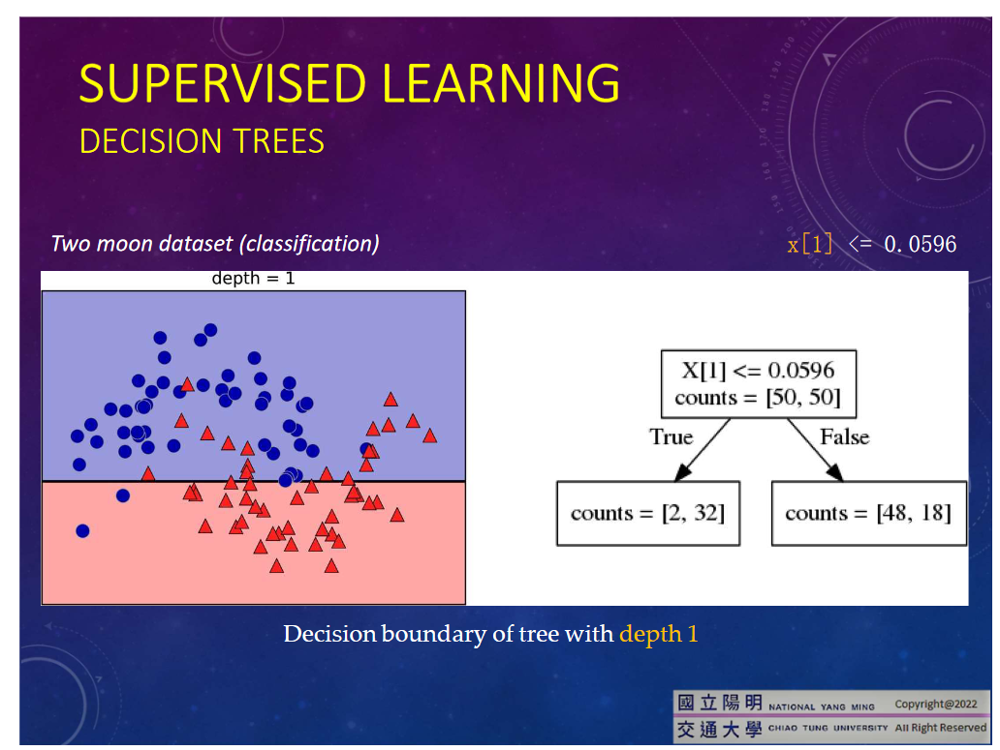 SUPERVISED LEARNING
DECISION TREES
Two moon dataset (classification)
x[1] <= 0.0596
depth = 1
X[1] <= 0.0596
counts = [50, 50]
True
False
counts = [2, 32]
counts = [48, 18]
Decision boundary of tree with depth 1
國立陽明 NATIONAL YANG MING Copyright@2022
交通大學 CHIAO TUNG UNIVERSITY All Right Reserved